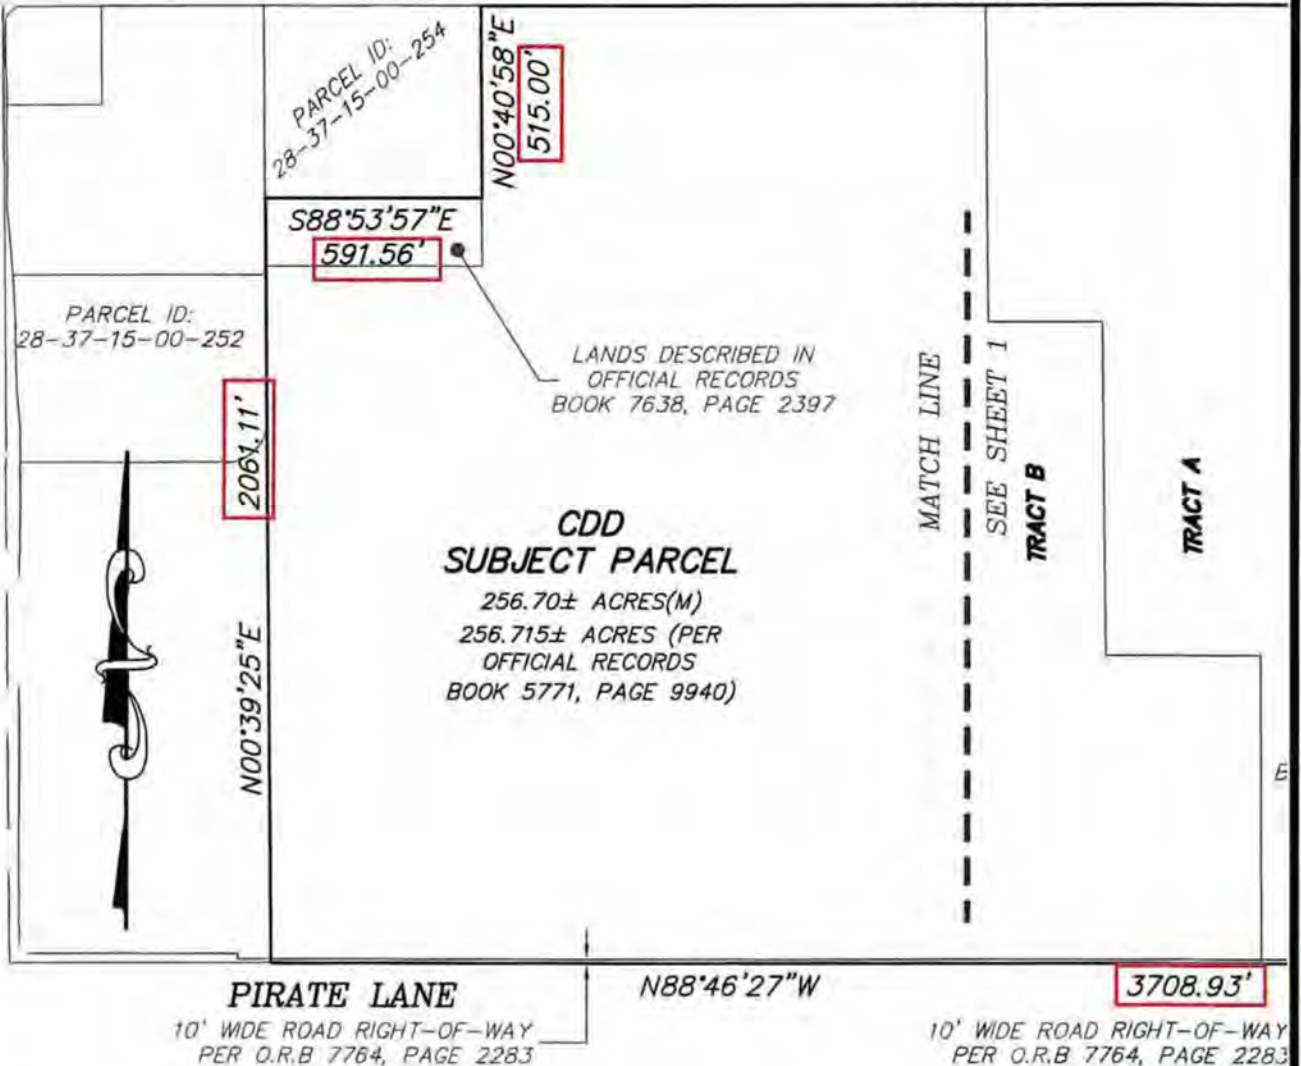 PARCEL ID:
28-37-15-00-254
N00°40'58"E
515.00'
S88°53'57"E
591.56'
PARCEL ID:
28-37-15-00-252
LANDS DESCRIBED IN
OFFICIAL RECORDS
BOOK 7638, PAGE 2397
2061.11'
N00°39'25"E
CDD
SUBJECT PARCEL
256.70± ACRES(M)
256.715± ACRES (PER
OFFICIAL RECORDS
BOOK 5771, PAGE 9940)
MATCH LINE
SEE SHEET 1
TRACT B
TRACT A
PIRATE LANE
10' WIDE ROAD RIGHT-OF-WAY
PER O.R.B 7764, PAGE 2283
N88°46'27"W
3708.93'
10' WIDE ROAD RIGHT-OF-WAY
PER O.R.B 7764, PAGE 2283